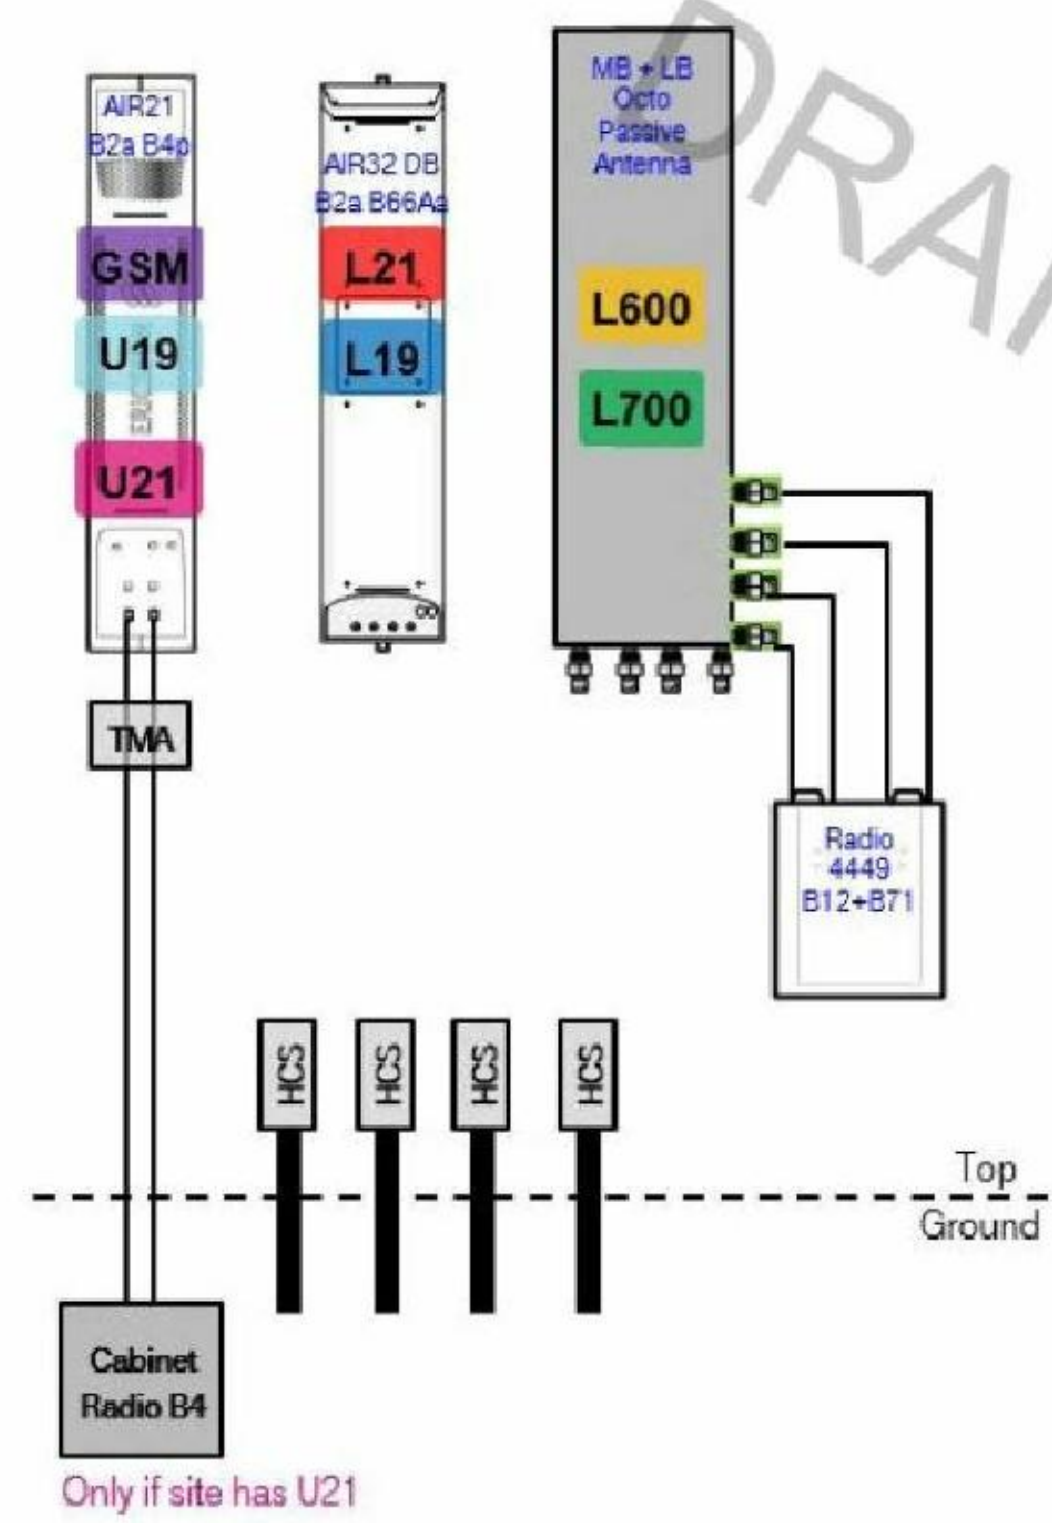 AIR21
B2a B4p
GSM
U19
U21
TMA
AIR32 DB
B2a B66Aa
L21
L19
MB + LB
Octo
Passive
Antenna
L600
L700
Radio
4449
B12+B71
HCS
HCS
HCS
HCS
Top
Ground
Cabinet
Radio B4
Only if site has U21